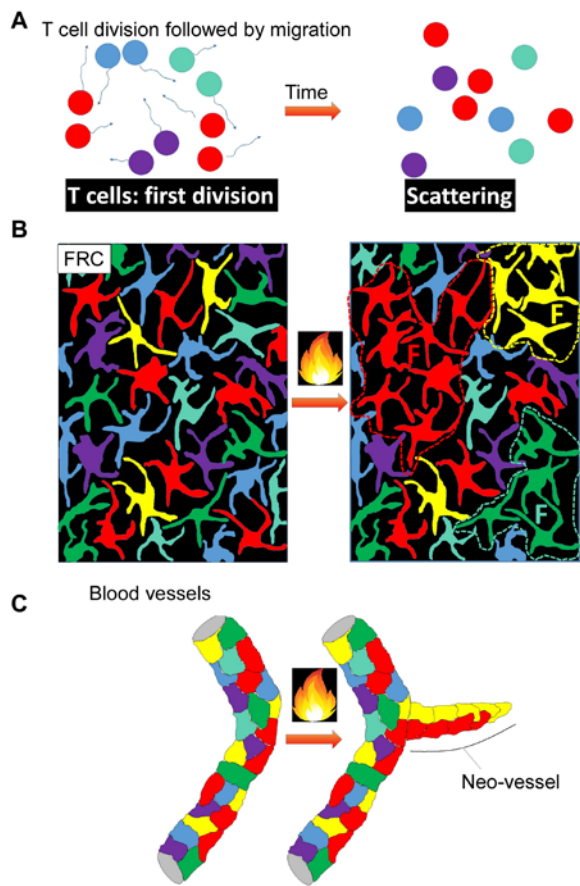 A
T cell division followed by migration
Time
T cells: first division
Scattering
B
FRC
F
F
F
C
Blood vessels
Neo-vessel